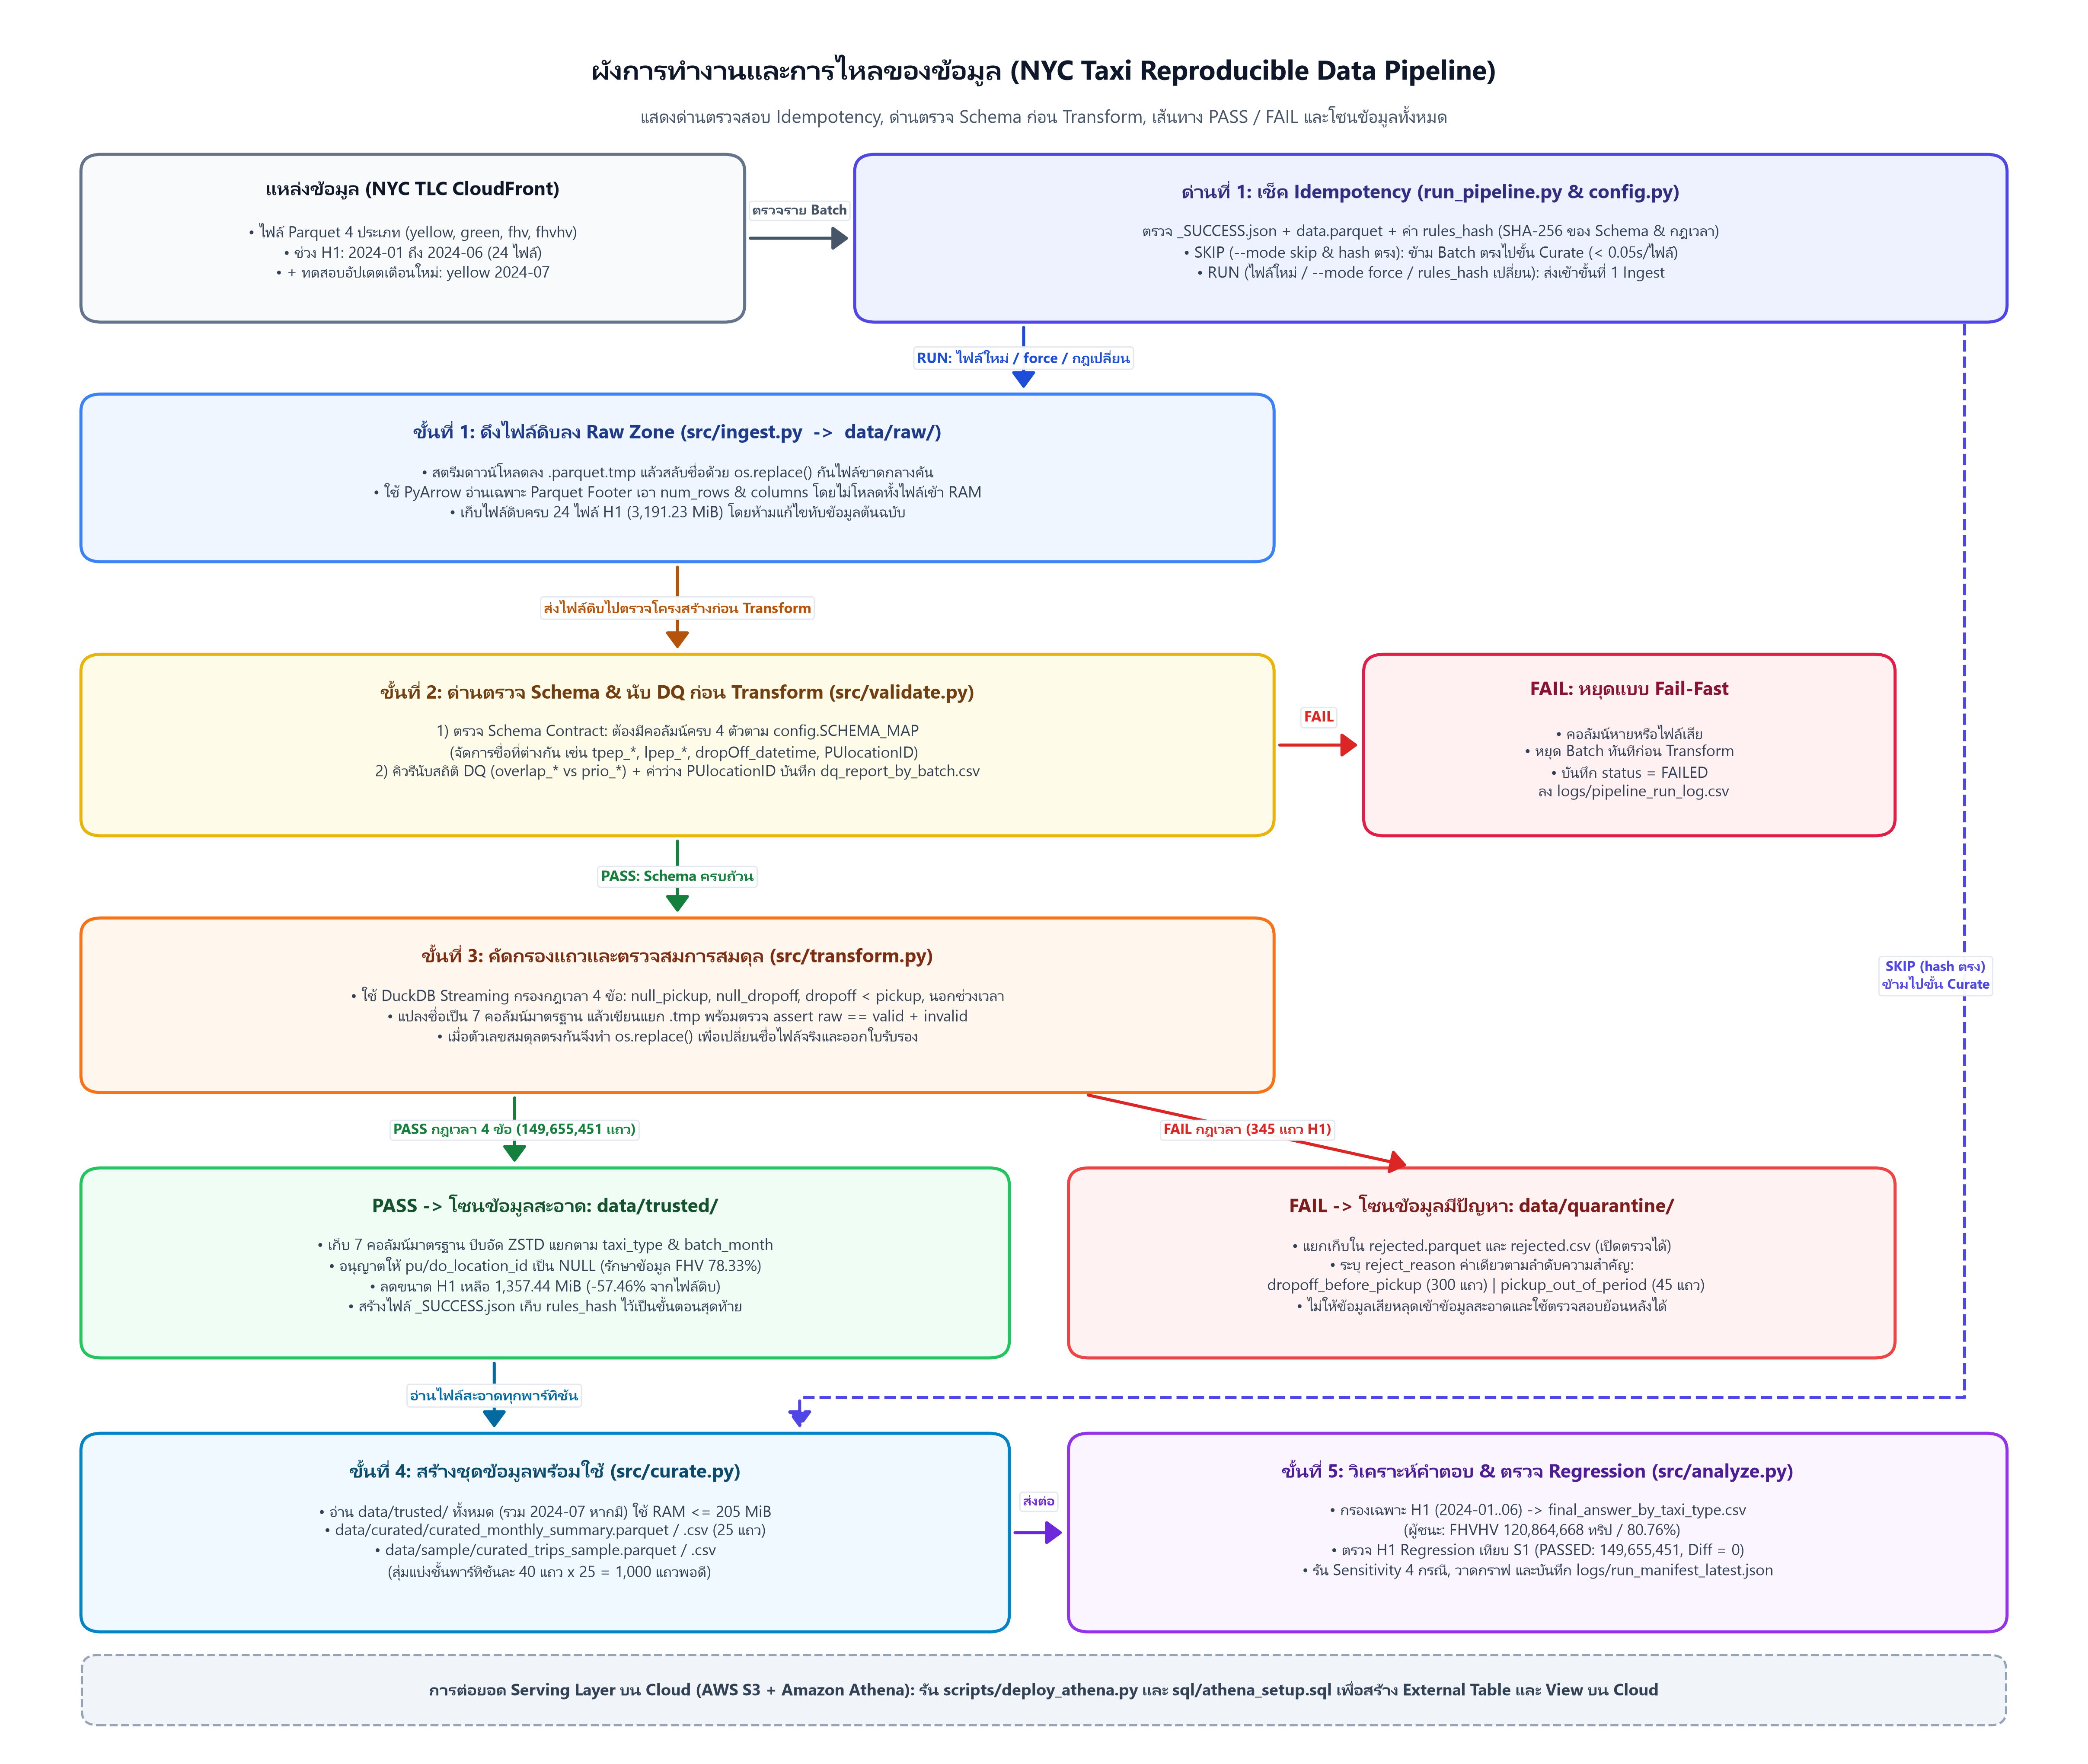 ผังการทำงานและการไหลของข้อมูล (NYC Taxi Reproducible Data Pipeline)
แสดงด่านตรวจสอบ Idempotency, ด่านตรวจ Schema ก่อน Transform, เส้นทาง PASS / FAIL และโซนข้อมูลทั้งหมด
แหล่งข้อมูล (NYC TLC CloudFront)
• ไฟล์ Parquet 4 ประเภท (yellow, green, fhv, fhvhv)
• ช่วง H1: 2024-01 ถึง 2024-06 (24 ไฟล์)
• + ทดสอบอัปเดตเดือนใหม่: yellow 2024-07
ตรวจราย Batch
ด่านที่ 1: เช็ค Idempotency (run_pipeline.py & config.py)
ตรวจ _SUCCESS.json + data.parquet + ค่า rules_hash (SHA-256 ของ Schema & กฎเวลา)
• SKIP (--mode skip & hash ตรง): ข้าม Batch ตรงไปขั้น Curate (< 0.05s/ไฟล์)
• RUN (ไฟล์ใหม่ / --mode force / rules_hash เปลี่ยน): ส่งเข้าขั้นที่ 1 Ingest
RUN: ไฟล์ใหม่ / force / กฎเปลี่ยน
ขั้นที่ 1: ดึงไฟล์ดิบลง Raw Zone (src/ingest.py -> data/raw/)
• สตรีมดาวน์โหลดลง .parquet.tmp แล้วสลับชื่อด้วย os.replace() กันไฟล์ขาดกลางคัน
• ใช้ PyArrow อ่านเฉพาะ Parquet Footer เอา num_rows & columns โดยไม่โหลดทั้งไฟล์เข้า RAM
• เก็บไฟล์ดิบครบ 24 ไฟล์ H1 (3,191.23 MiB) โดยห้ามแก้ไขทับข้อมูลต้นฉบับ
ส่งไฟล์ดิบไปตรวจโครงสร้างก่อน Transform
ขั้นที่ 2: ด่านตรวจ Schema & นับ DQ ก่อน Transform (src/validate.py)
1) ตรวจ Schema Contract: ต้องมีคอลัมน์ครบ 4 ตัวตาม config.SCHEMA_MAP
(จัดการชื่อที่ต่างกัน เช่น tpep_*, lpep_*, dropOff_datetime, PUlocationID)
2) คิวรีนับสถิติ DQ (overlap_* vs prio_*) + ค่าว่าง PUlocationID บันทึก dq_report_by_batch.csv
FAIL
FAIL: หยุดแบบ Fail-Fast
• คอลัมน์หายหรือไฟล์เสีย
• หยุด Batch ทันทีก่อน Transform
• บันทึก status = FAILED
ลง logs/pipeline_run_log.csv
PASS: Schema ครบถ้วน
ขั้นที่ 3: คัดกรองแถวและตรวจสมการสมดุล (src/transform.py)
• ใช้ DuckDB Streaming กรองกฎเวลา 4 ข้อ: null_pickup, null_dropoff, dropoff < pickup, นอกช่วงเวลา
• แปลงชื่อเป็น 7 คอลัมน์มาตรฐาน แล้วเขียนแยก .tmp พร้อมตรวจ assert raw == valid + invalid
• เมื่อตัวเลขสมดุลตรงกันจึงทำ os.replace() เพื่อเปลี่ยนชื่อไฟล์จริงและออกใบรับรอง
SKIP (hash ตรง)
ข้ามไปขั้น Curate
PASS กฎเวลา 4 ข้อ (149,655,451 แถว)
FAIL กฎเวลา (345 แถว H1)
PASS -> โซนข้อมูลสะอาด: data/trusted/
• เก็บ 7 คอลัมน์มาตรฐาน บีบอัด ZSTD แยกตาม taxi_type & batch_month
• อนุญาตให้ pu/do_location_id เป็น NULL (รักษาข้อมูล FHV 78.33%)
• ลดขนาด H1 เหลือ 1,357.44 MiB (-57.46% จากไฟล์ดิบ)
• สร้างไฟล์ _SUCCESS.json เก็บ rules_hash ไว้เป็นขั้นตอนสุดท้าย
FAIL -> โซนข้อมูลมีปัญหา: data/quarantine/
• แยกเก็บใน rejected.parquet และ rejected.csv (เปิดตรวจได้)
• ระบุ reject_reason ค่าเดียวตามลำดับความสำคัญ:
dropoff_before_pickup (300 แถว) | pickup_out_of_period (45 แถว)
• ไม่ให้ข้อมูลเสียหลุดเข้าข้อมูลสะอาดและใช้ตรวจสอบย้อนหลังได้
อ่านไฟล์สะอาดทุกพาร์ทิชัน
ขั้นที่ 4: สร้างชุดข้อมูลพร้อมใช้ (src/curate.py)
• อ่าน data/trusted/ ทั้งหมด (รวม 2024-07 หากมี) ใช้ RAM <= 205 MiB
• data/curated/curated_monthly_summary.parquet / .csv (25 แถว)
• data/sample/curated_trips_sample.parquet / .csv
(สุ่มแบ่งชั้นพาร์ทิชันละ 40 แถว x 25 = 1,000 แถวพอดี)
ส่งต่อ
ขั้นที่ 5: วิเคราะห์คำตอบ & ตรวจ Regression (src/analyze.py)
• กรองเฉพาะ H1 (2024-01..06) -> final_answer_by_taxi_type.csv
(ผู้ชนะ: FHVHV 120,864,668 ทริป / 80.76%)
• ตรวจ H1 Regression เทียบ S1 (PASSED: 149,655,451, Diff = 0)
• รัน Sensitivity 4 กรณี, วาดกราฟ และบันทึก logs/run_manifest_latest.json
การต่อยอด Serving Layer บน Cloud (AWS S3 + Amazon Athena): รัน scripts/deploy_athena.py และ sql/athena_setup.sql เพื่อสร้าง External Table และ View บน Cloud